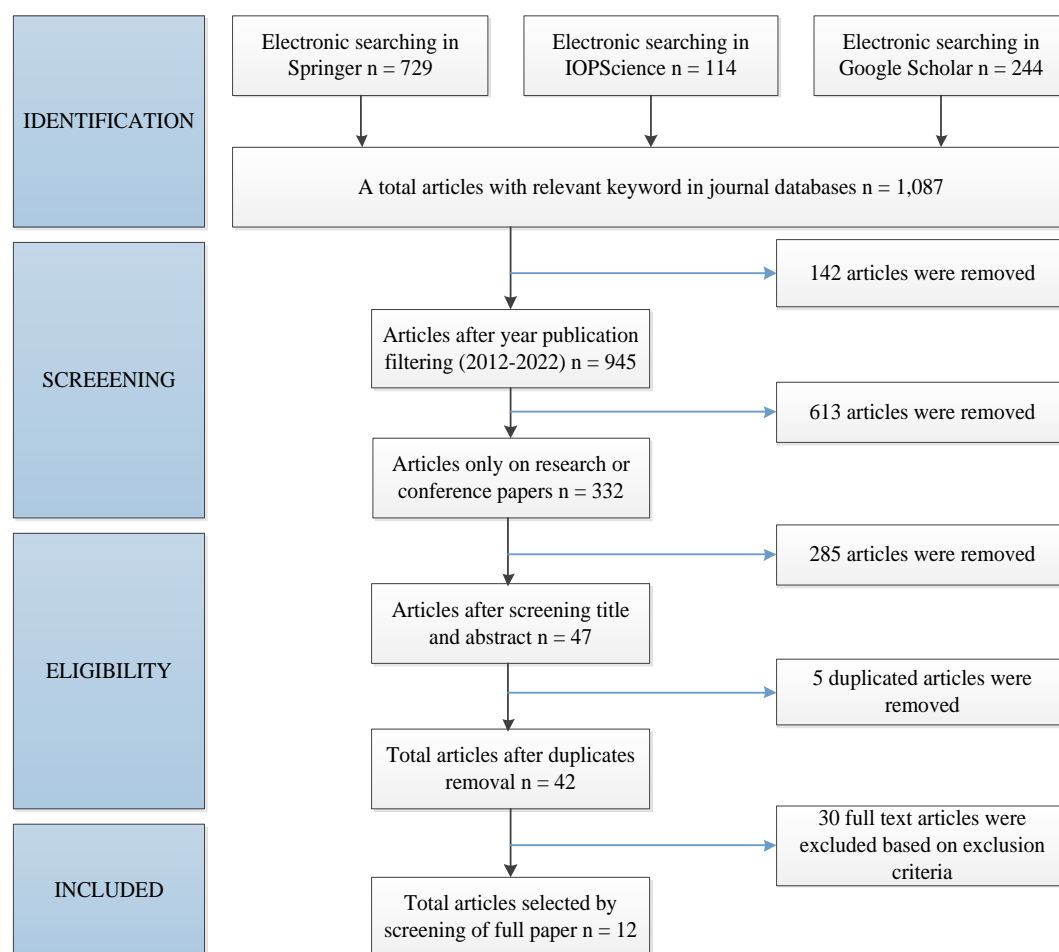 IDENTIFICATION
Electronic searching in
Springer n = 729
Electronic searching in
IOPScience n = 114
Electronic searching in
Google Scholar n = 244
A total articles with relevant keyword in journal databases n = 1,087
142 articles were removed
SCREEENING
Articles after year publication
filtering (2012-2022) n = 945
613 articles were removed
Articles only on research or
conference papers n = 332
285 articles were removed
ELIGIBILITY
Articles after screening title
and abstract n = 47
5 duplicated articles were
removed
Total articles after duplicates
removal n = 42
30 full text articles were
excluded based on exclusion
criteria
INCLUDED
Total articles selected by
screening of full paper n = 12